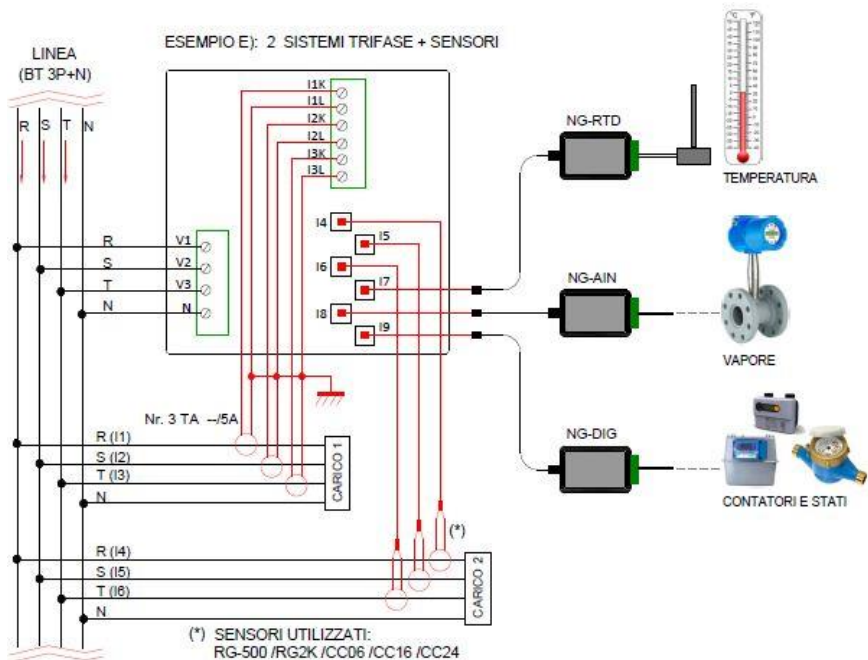 ESEMPIO E): 2 SISTEMI TRIFASE + SENSORI
LINEA
(BT 3P+N)
R S T N
I1K
I1L
I2K
I2L
I3K
I3L
NG-RTD
TEMPERATURA
I4
I5
I6
I7
I8
I9
R V1
S V2
T V3
N N
NG-AIN
VAPORE
Nr. 3 TA --/5A
NG-DIG
CONTATORI E STATI
R (I1)
S (I2)
T (I3)
N
CARICO 1
(*)
R (I4)
S (I5)
T (I6)
N
CARICO 2
(*) SENSORI UTILIZZATI:
RG-500 /RG2K /CC06 /CC16 /CC24